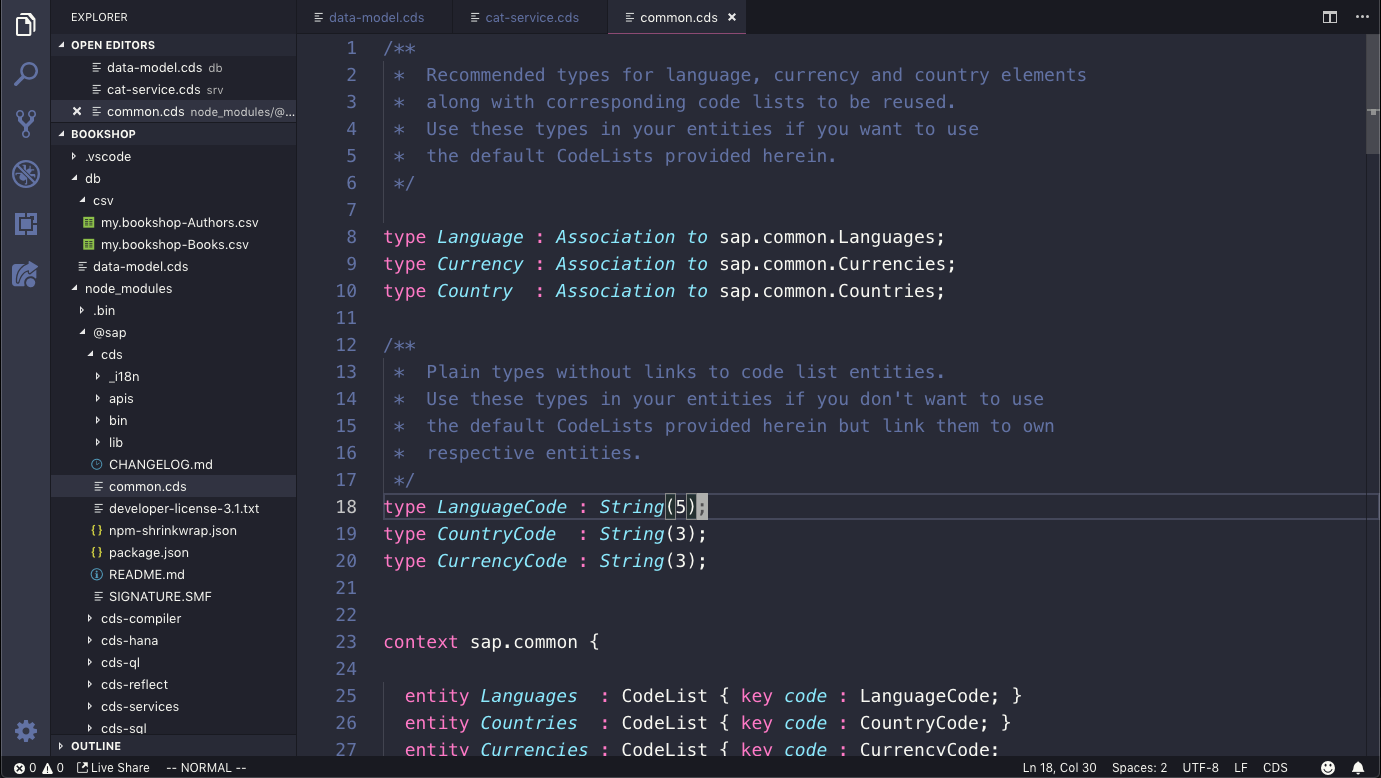 EXPLORER
OPEN EDITORS
data-model.cds db
cat-service.cds srv
common.cds node_modules/@...
BOOKSHOP
.vscode
db
csv
my.bookshop-Authors.csv
my.bookshop-Books.csv
data-model.cds
node_modules
.bin
@sap
cds
_i18n
apis
bin
lib
CHANGELOG.md
common.cds
developer-license-3.1.txt
npm-shrinkwrap.json
package.json
README.md
SIGNATURE.SMF
cds-compiler
cds-hana
cds-ql
cds-reflect
cds-services
cds-sql
OUTLINE
data-model.cds cat-service.cds common.cds
1 /**
2  *  Recommended types for language, currency and country elements
3  *  along with corresponding code lists to be reused.
4  *  Use these types in your entities if you want to use
5  *  the default CodeLists provided herein.
6  */
7
8 type Language : Association to sap.common.Languages;
9 type Currency : Association to sap.common.Currencies;
10 type Country  : Association to sap.common.Countries;
11
12 /**
13  *  Plain types without links to code list entities.
14  *  Use these types in your entities if you don't want to use
15  *  the default CodeLists provided herein but link them to own
16  *  respective entities.
17  */
18 type LanguageCode : String(5);
19 type CountryCode  : String(3);
20 type CurrencyCode : String(3);
21
22
23 context sap.common {
24
25   entity Languages  : CodeList { key code : LanguageCode; }
26   entity Countries  : CodeList { key code : CountryCode; }
27   entity Currencies : CodeList { key code : CurrencyCode;
0 0 Live Share -- NORMAL -- Ln 18, Col 30 Spaces: 2 UTF-8 LF CDS